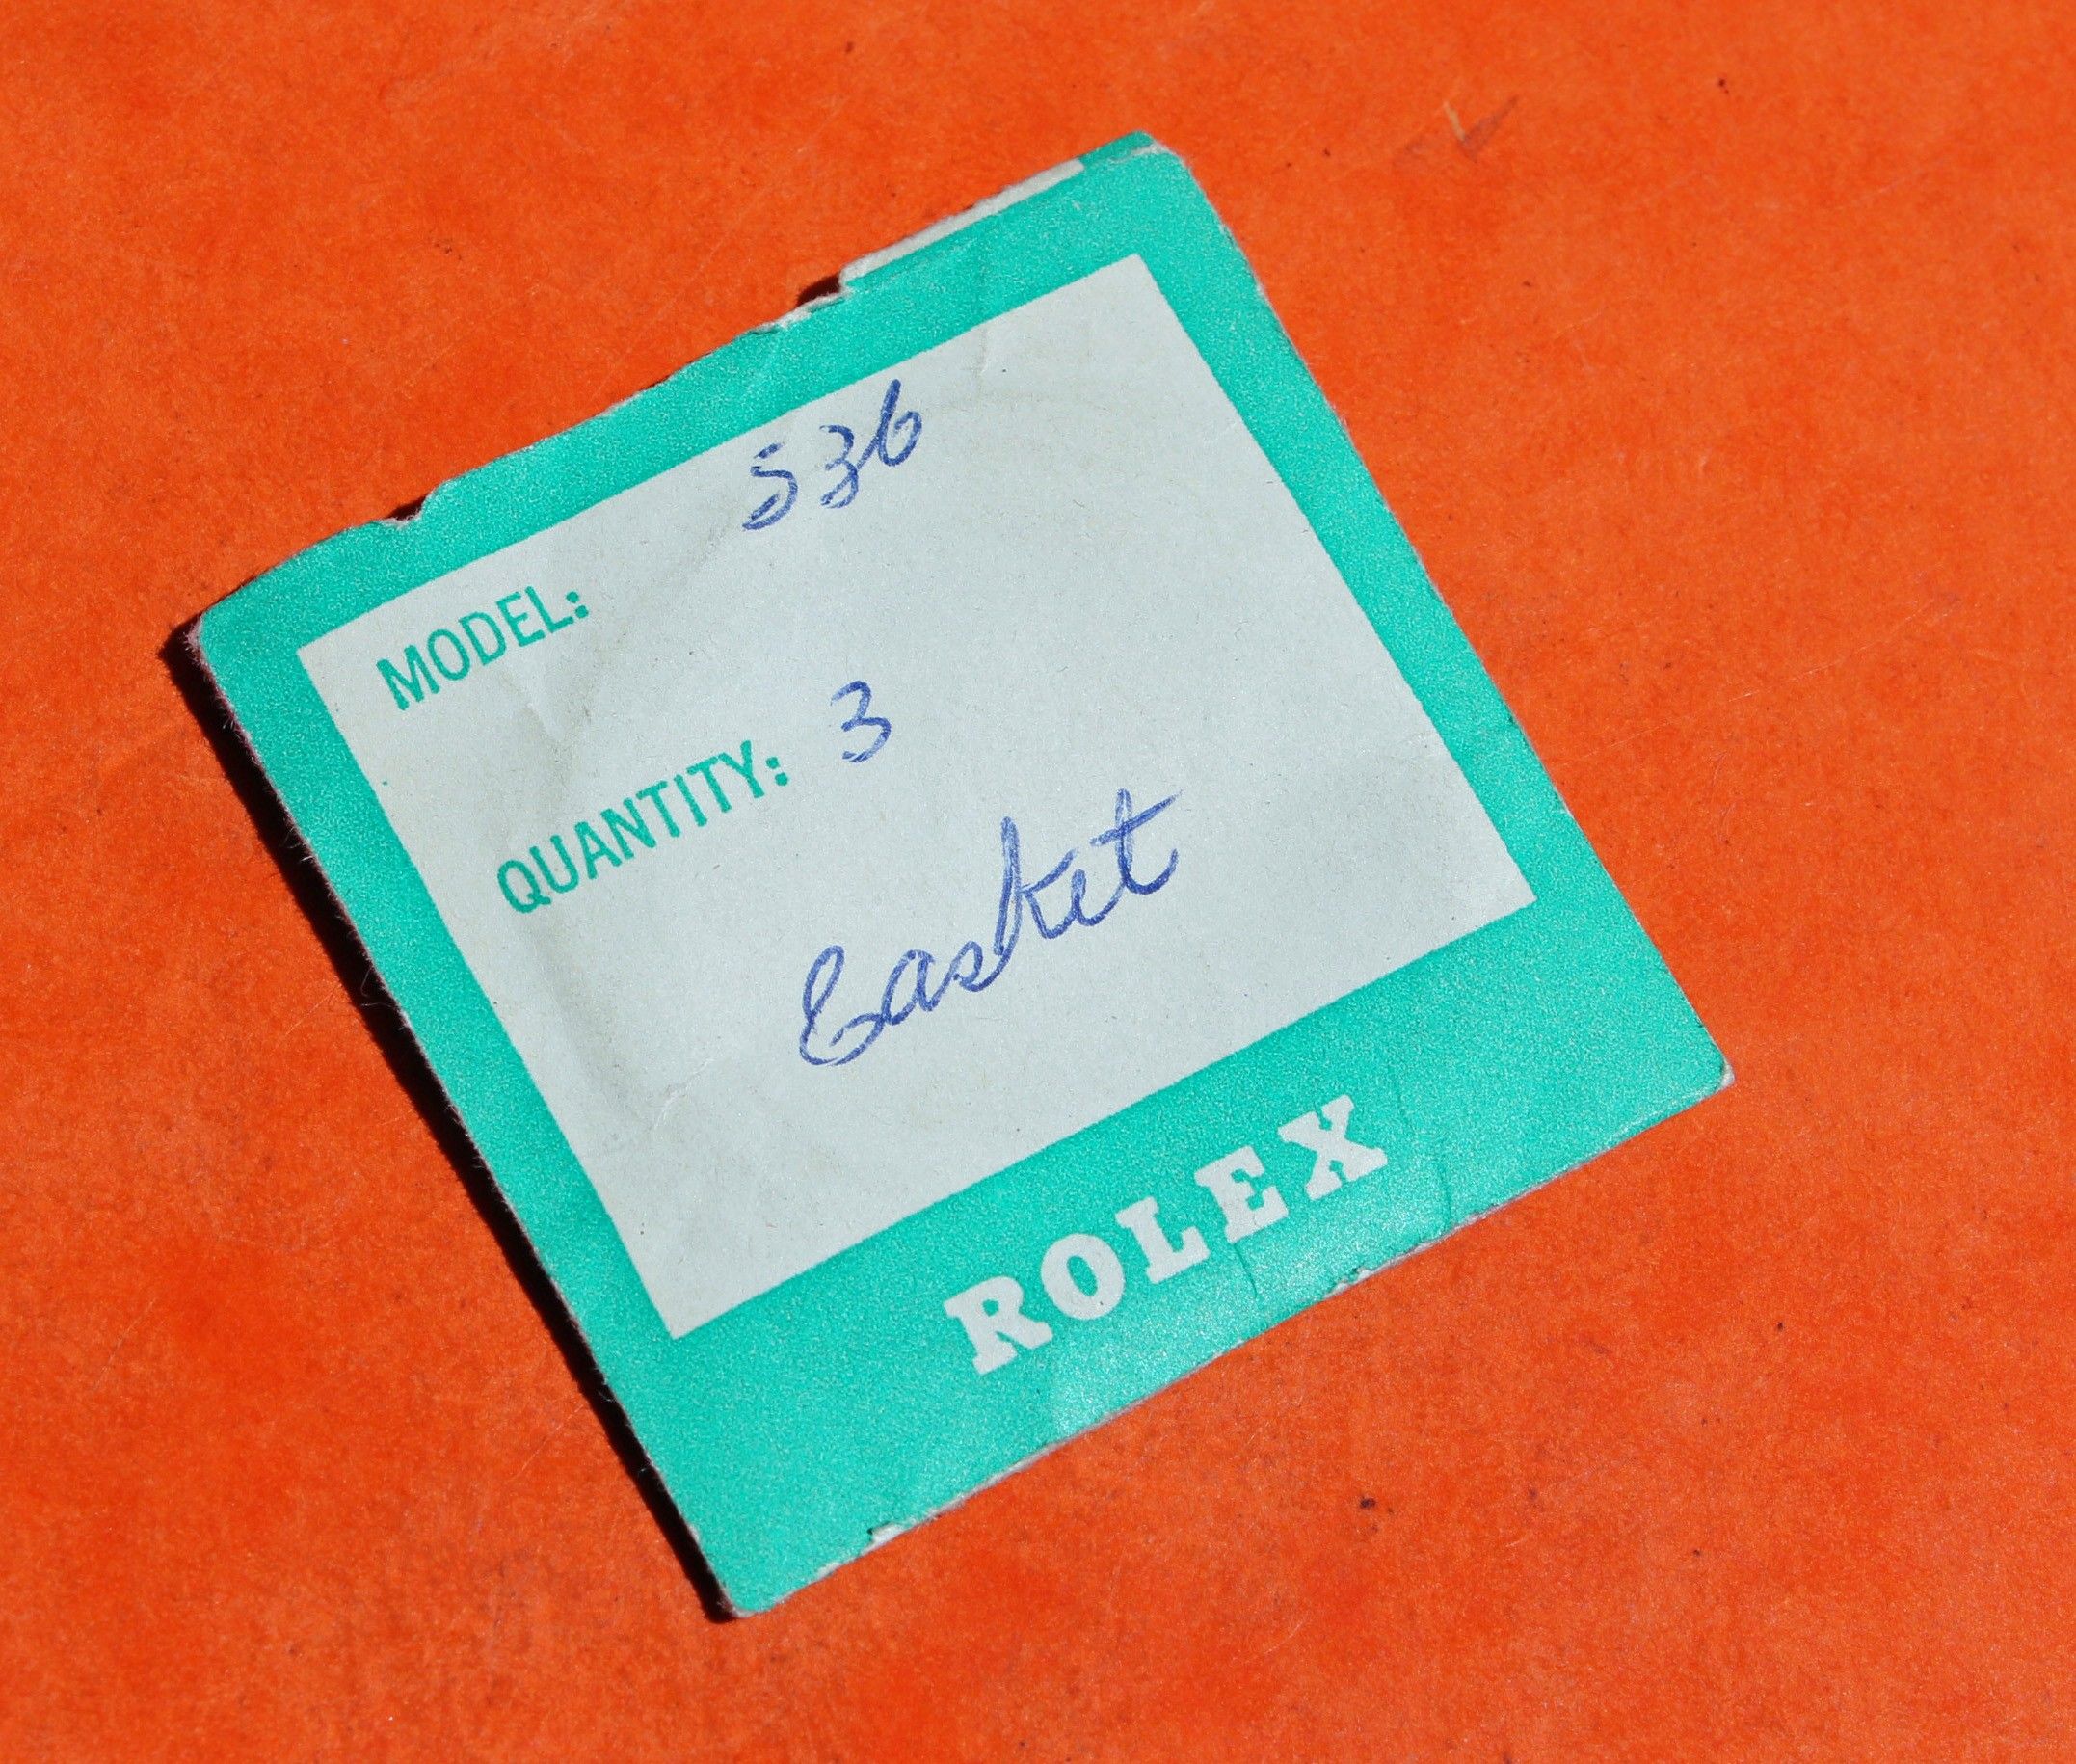 536
MODEL:
QUANTITY: 3
Gasket
ROLEX